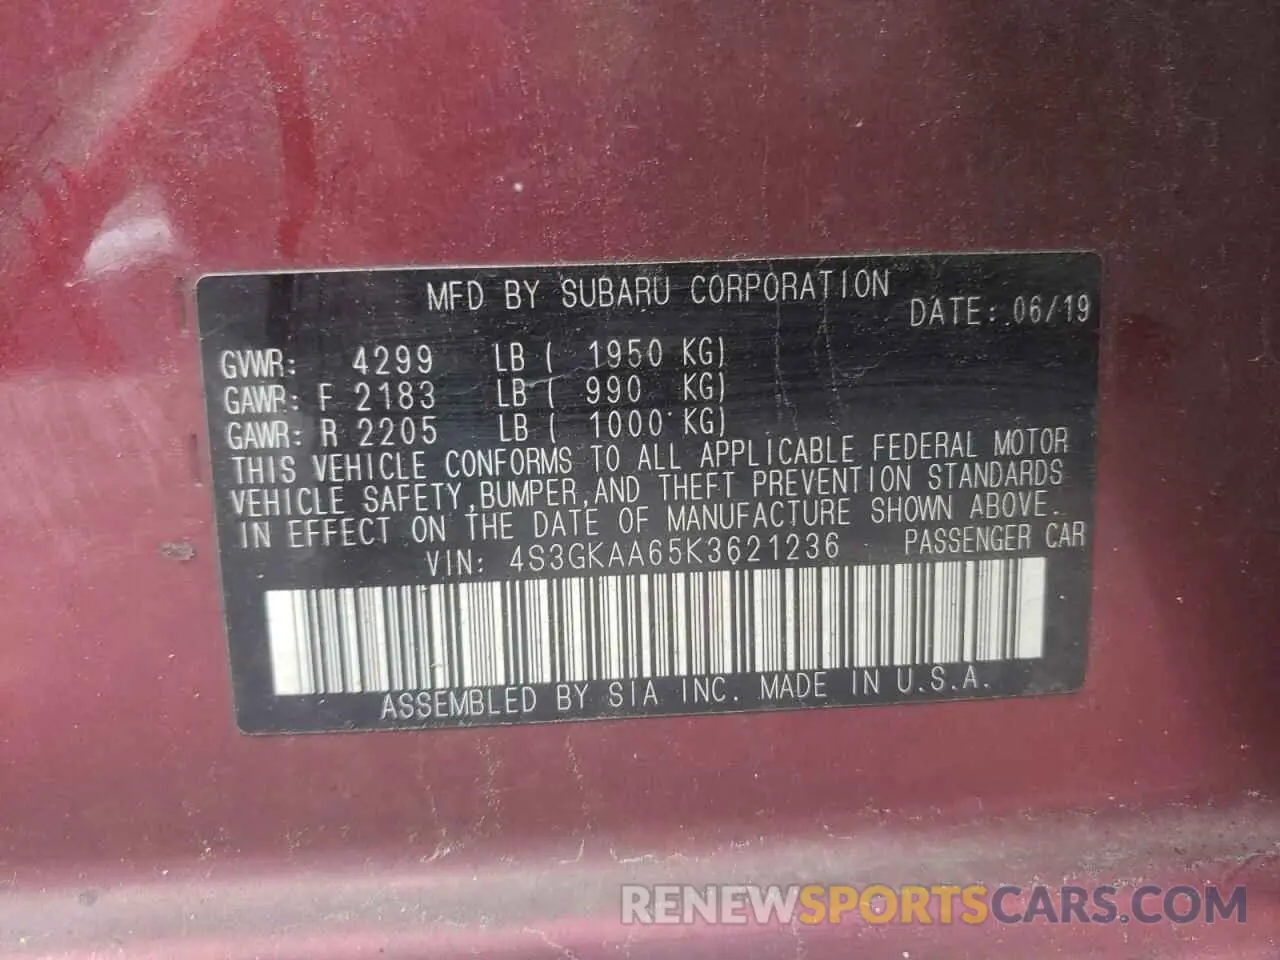 MFD BY SUBARU CORPORATION
DATE: 06/19
GVWR: 4299 LB ( 1950 KG)
GAWR: F 2183 LB ( 990 KG)
GAWR: R 2205 LB ( 1000 KG)
THIS VEHICLE CONFORMS TO ALL APPLICABLE FEDERAL MOTOR
VEHICLE SAFETY,BUMPER,AND THEFT PREVENTION STANDARDS
IN EFFECT ON THE DATE OF MANUFACTURE SHOWN ABOVE.
VIN: 4S3GKAA65K3621236 PASSENGER CAR
ASSEMBLED BY SIA INC. MADE IN U.S.A.
RENEWSPORTSCARS.COM